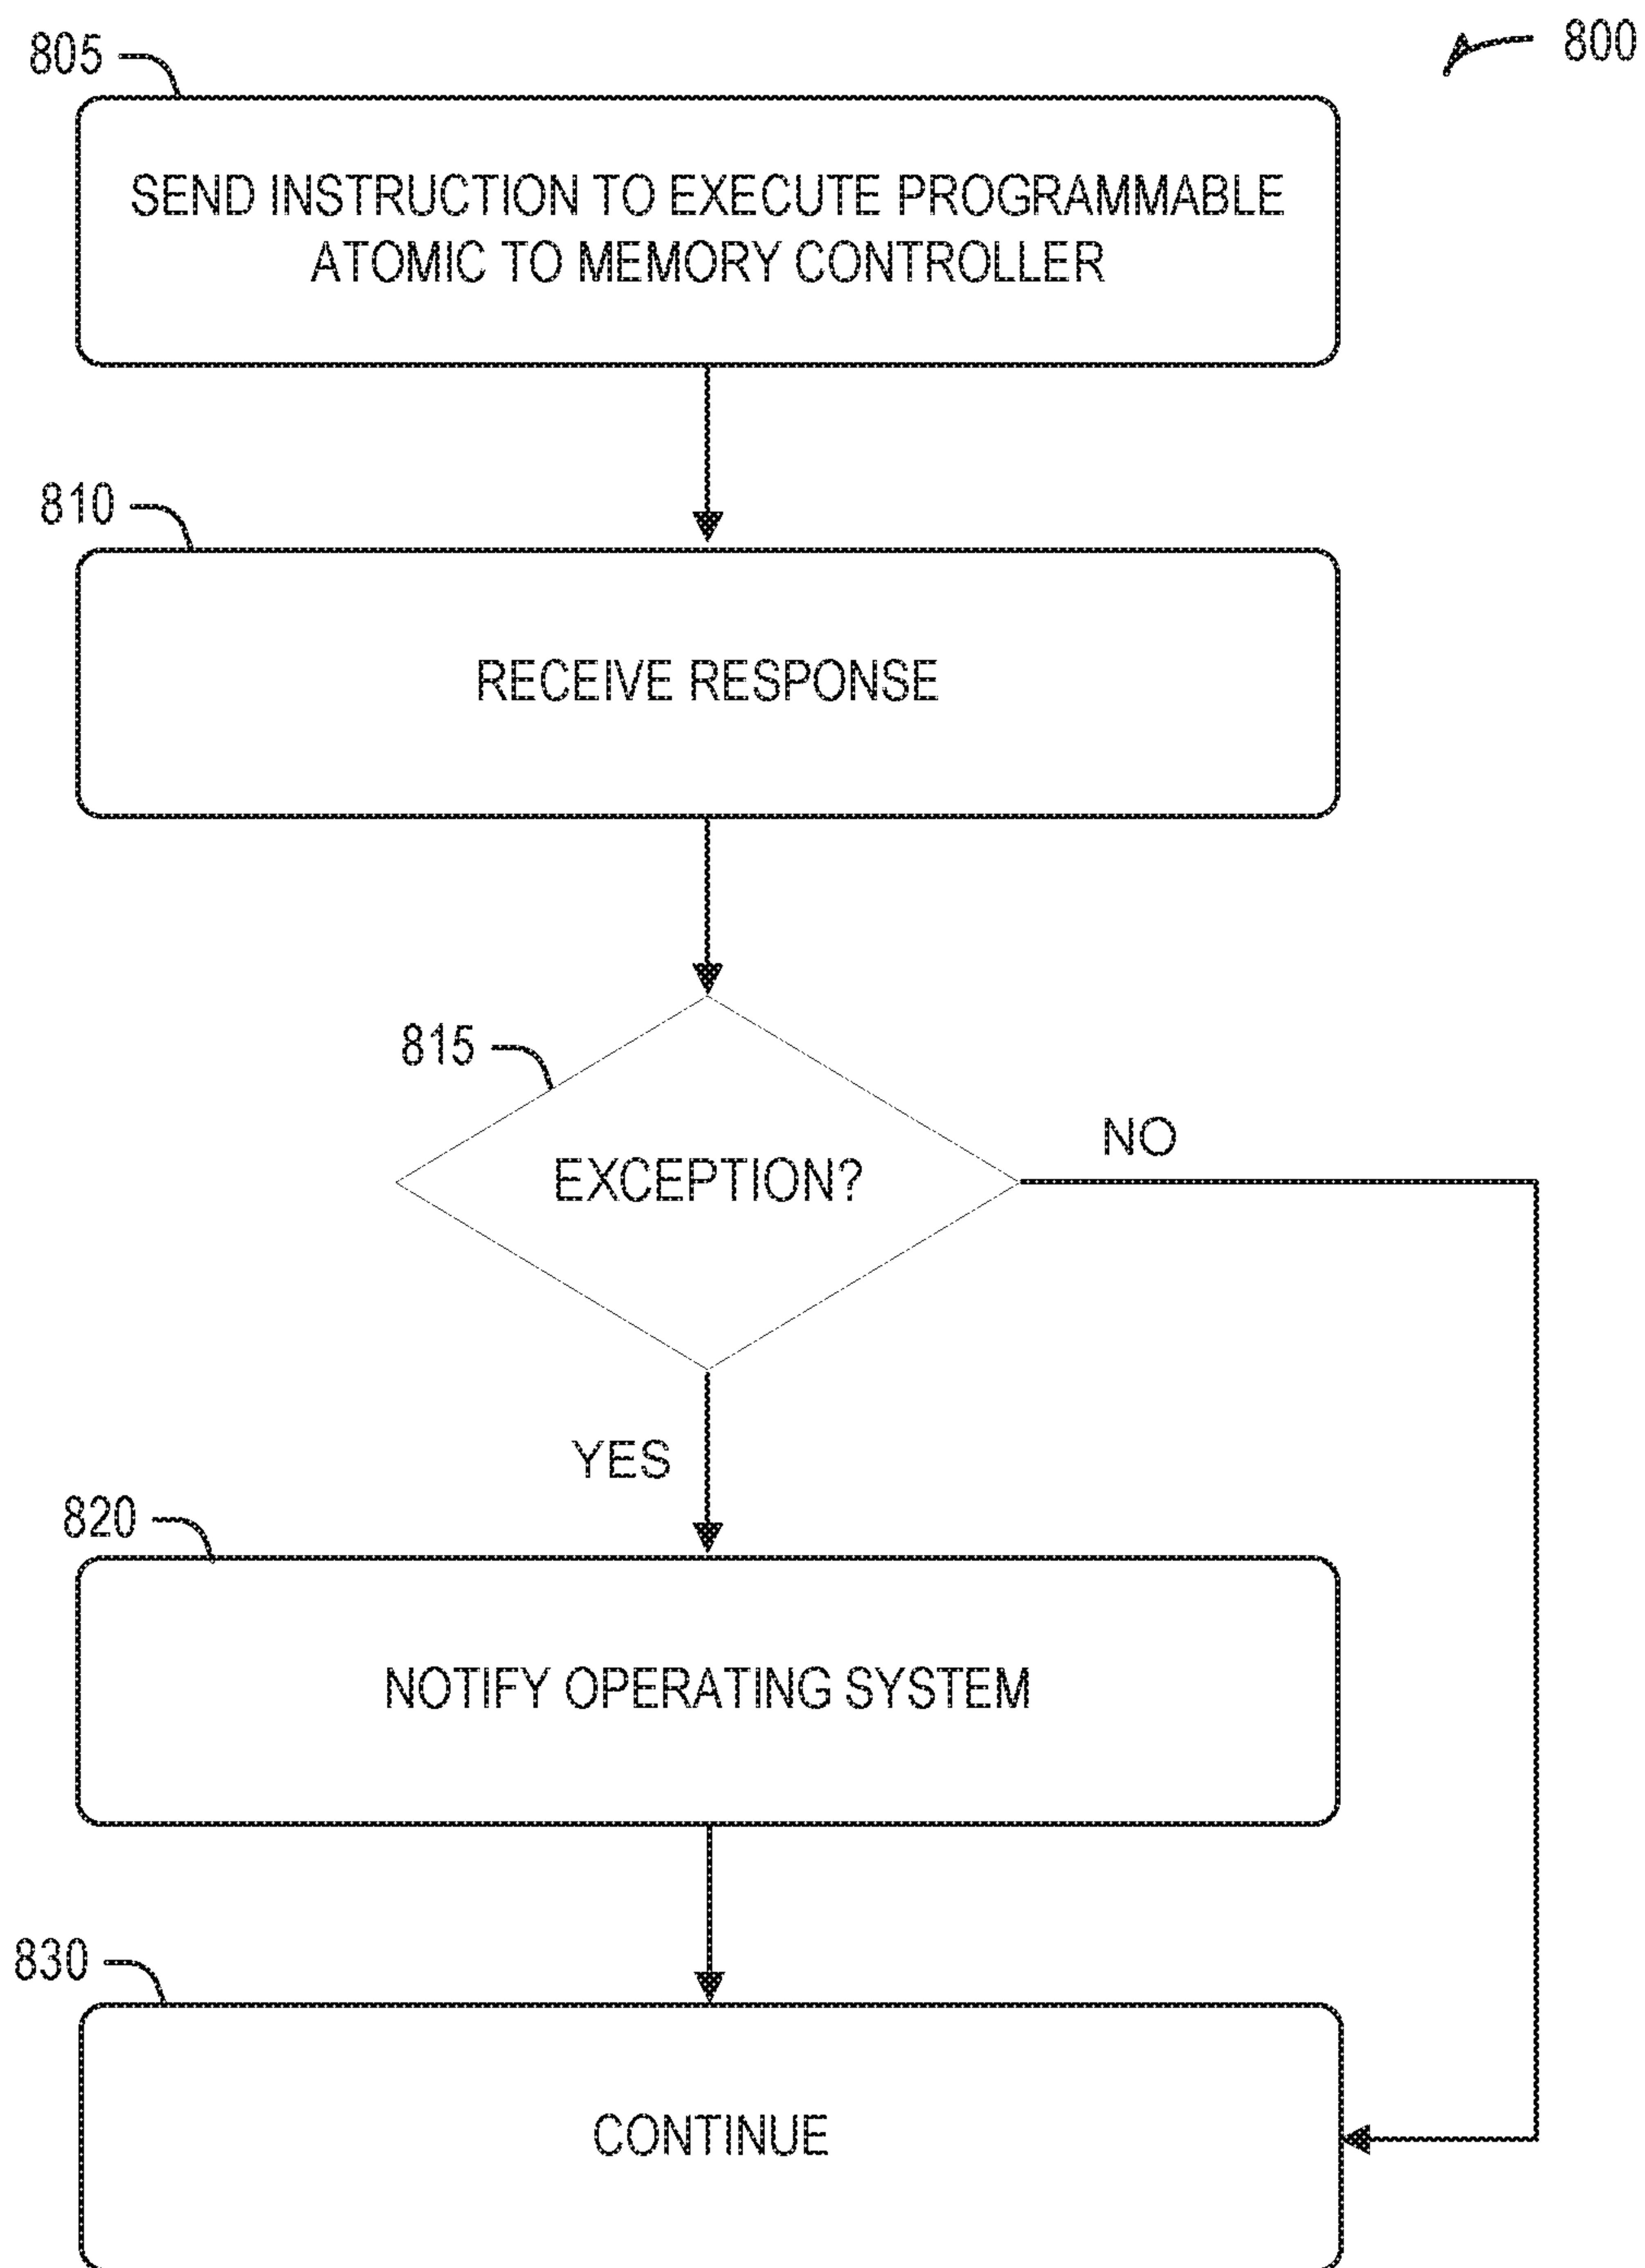 800
805
SEND INSTRUCTION TO EXECUTE PROGRAMMABLE
ATOMIC TO MEMORY CONTROLLER
810
RECEIVE RESPONSE
815
EXCEPTION?
NO
YES
820
NOTIFY OPERATING SYSTEM
830
CONTINUE